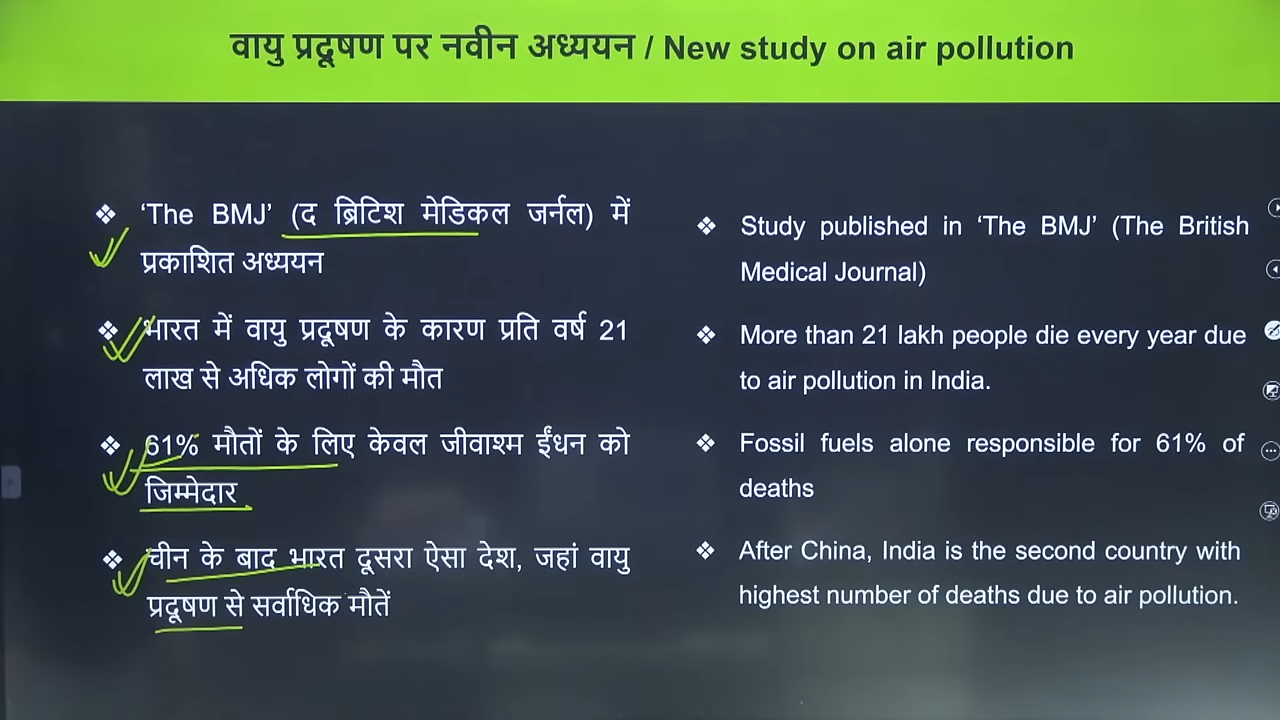 वायु प्रदूषण पर नवीन अध्ययन / New study on air pollution
❖ ‘The BMJ’ (द ब्रिटिश मेडिकल जर्नल) में
प्रकाशित अध्ययन
❖ भारत में वायु प्रदूषण के कारण प्रति वर्ष 21
लाख से अधिक लोगों की मौत
❖ 61% मौतों के लिए केवल जीवाश्म ईंधन को
जिम्मेदार
❖ चीन के बाद भारत दूसरा ऐसा देश, जहां वायु
प्रदूषण से सर्वाधिक मौतें
❖ Study published in ‘The BMJ’ (The British
Medical Journal)
❖ More than 21 lakh people die every year due
to air pollution in India.
❖ Fossil fuels alone responsible for 61% of
deaths
❖ After China, India is the second country with
highest number of deaths due to air pollution.